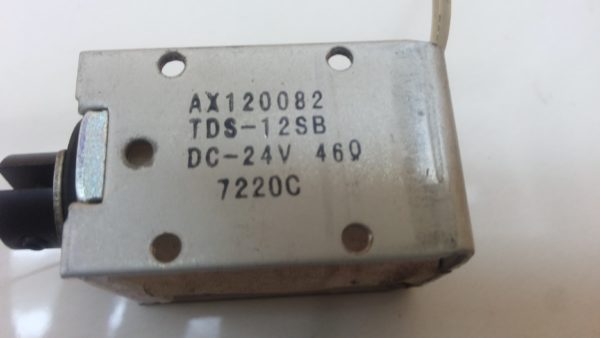 AX120082
TDS-12SB
DC-24V 46Ω
7220C